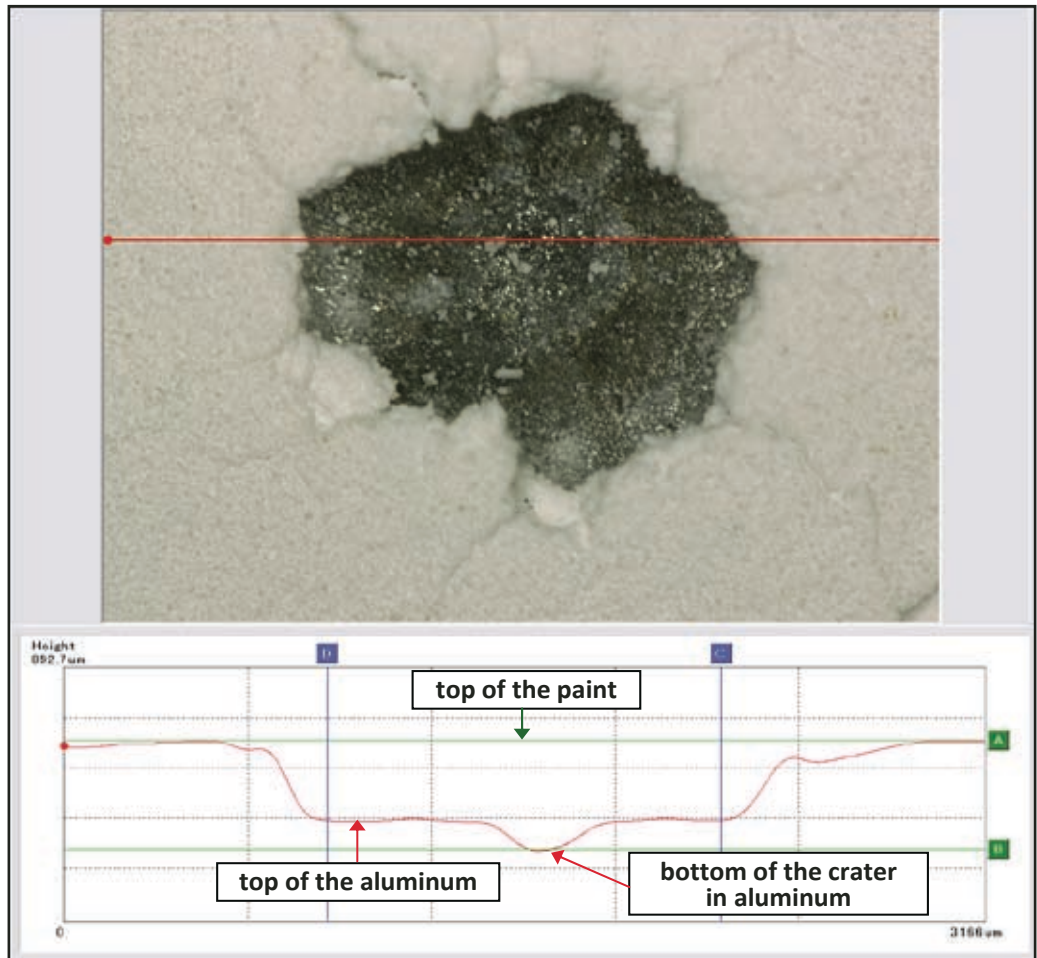 Height
892.7um
D
C
top of the paint
A
B
top of the aluminum
bottom of the crater
in aluminum
0
3166um